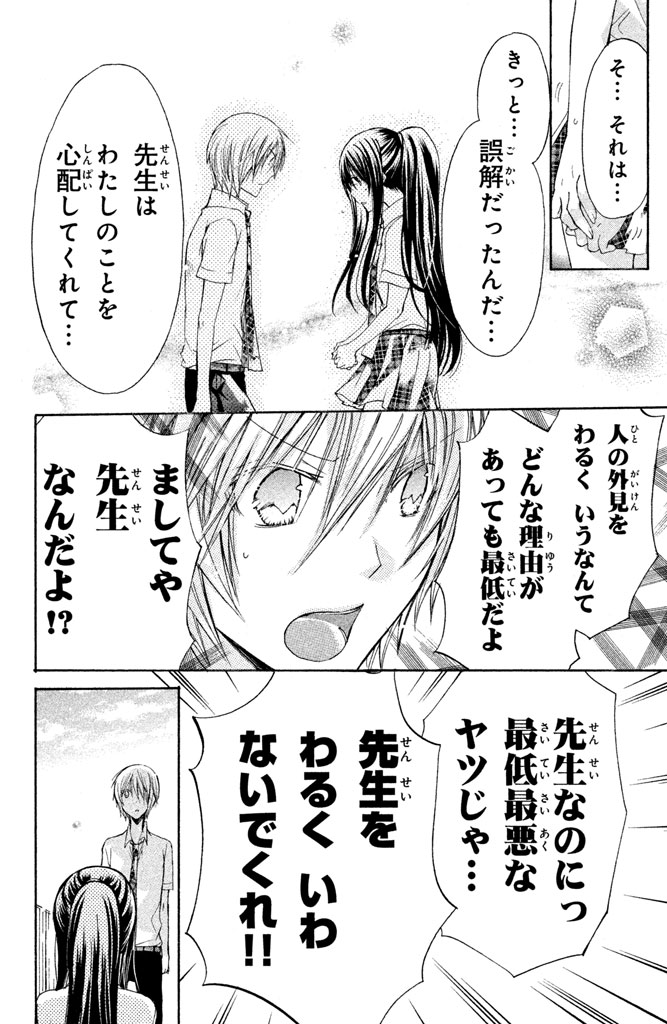 そ…それは…
きっと…
誤解だったんだ…
先生は
わたしのことを
心配してくれて…
人の外見を
わるくいうなんて
どんな理由が
あっても最低だよ
ましてや
先生
なんだよ!?
先生なのにっ
最低最悪な
ヤツじゃ…
先生を
わるくいわ
ないでくれ!!